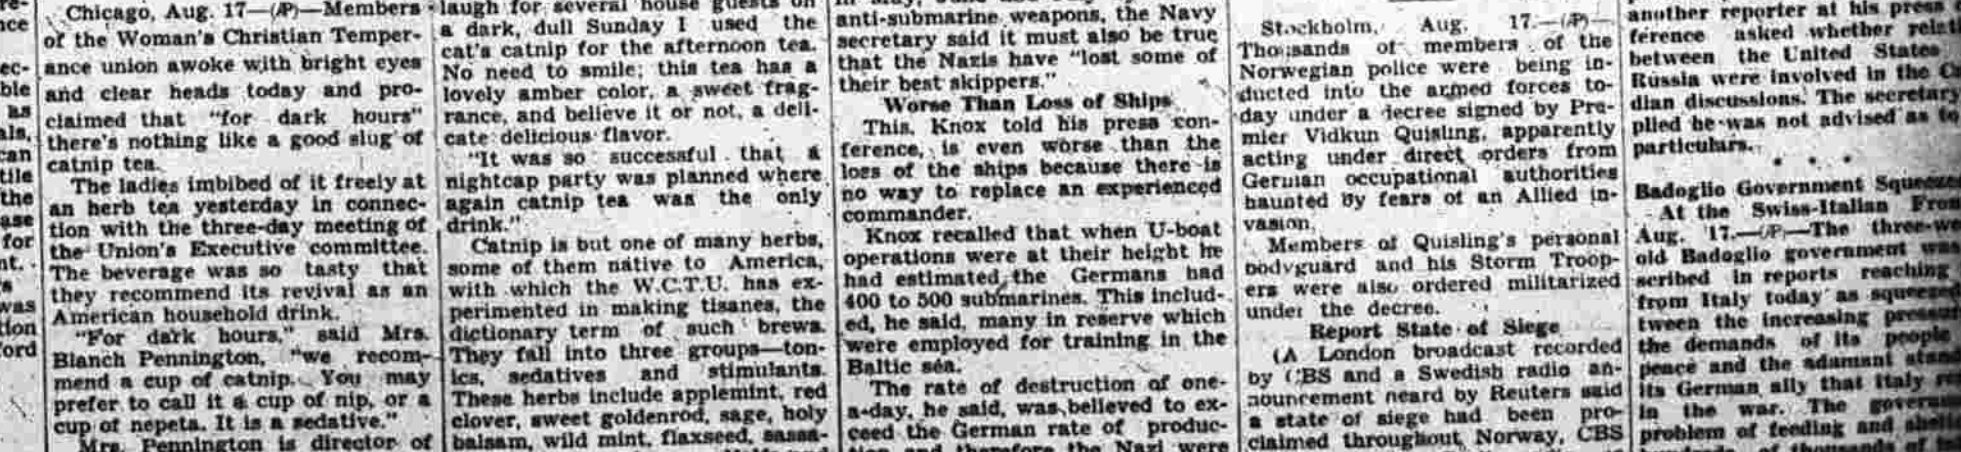 nce
ec-
ble
as
als,
can
tile
the
ase
for
nt.
was
tion
ord
Chicago, Aug. 17—(AP)—Members
of the Woman's Christian Temper-
ance union awoke with bright eyes
and clear heads today and pro-
claimed that "for dark hours"
there's nothing like a good slug of
catnip tea.
The ladies imbibed of it freely at
an herb tea yesterday in connec-
tion with the three-day meeting of
the Union's Executive committee.
The beverage was so tasty that
they recommend its revival as an
American household drink.
"For dark hours," said Mrs.
Blanch Pennington, "we recom-
mend a cup of catnip. You may
prefer to call it a cup of nip, or a
cup of nepeta. It is a sedative."
Mrs. Pennington is director of
laugh for several house guests on
a dark, dull Sunday I used the
cat's catnip for the afternoon tea.
No need to smile; this tea has a
lovely amber color, a sweet frag-
rance, and believe it or not, a deli-
cate delicious flavor.
"It was so successful that a
nightcap party was planned where
again catnip tea was the only
drink."
Catnip is but one of many herbs,
some of them native to America,
with which the W.C.T.U. has ex-
perimented in making tisanes, the
dictionary term of such brews.
They fall into three groups—ton-
ics, sedatives and stimulants.
These herbs include applemint, red
clover, sweet goldenrod, sage, holy
balsam, wild mint, flaxseed, sassa-
anti-submarine weapons, the Navy
secretary said it must also be true
that the Nazis have "lost some of
their best skippers."
Worse Than Loss of Ships
This, Knox told his press con-
ference, is even worse than the
loss of the ships because there is
no way to replace an experienced
commander.
Knox recalled that when U-boat
operations were at their height he
had estimated the Germans had
400 to 500 submarines. This includ-
ed, he said, many in reserve which
were employed for training in the
Baltic sea.
The rate of destruction of one-
a-day, he said, was believed to ex-
ceed the German rate of produc-
tion and therefore the Nazi were
Stockholm, Aug. 17.—(AP)—
Thousands of members of the
Norwegian police were being in-
ducted into the armed forces to-
day under a decree signed by Pre-
mier Vidkun Quisling, apparently
acting under direct orders from
German occupational authorities
haunted by fears of an Allied in-
vasion.
Members of Quisling's personal
bodyguard and his Storm Troop-
ers were also ordered militarized
under the decree.
Report State of Siege
(A London broadcast recorded
by CBS and a Swedish radio an-
nouncement heard by Reuters said
a state of siege had been pro-
claimed throughout Norway, CBS
another reporter at his press
ference asked whether
between the United States
Russia were involved in the
dian discussions. The secretary
plied he was not advised as to
particulars.
* * *
Badoglio Government
At the Swiss-Italian
Aug. 17.—(AP)—The
old Badoglio government was
scribed in reports reaching
from Italy today as squeezed
tween the increasing
the demands of its people
peace and the adamant
its German ally that Italy
in the war. The
problem of feeding and